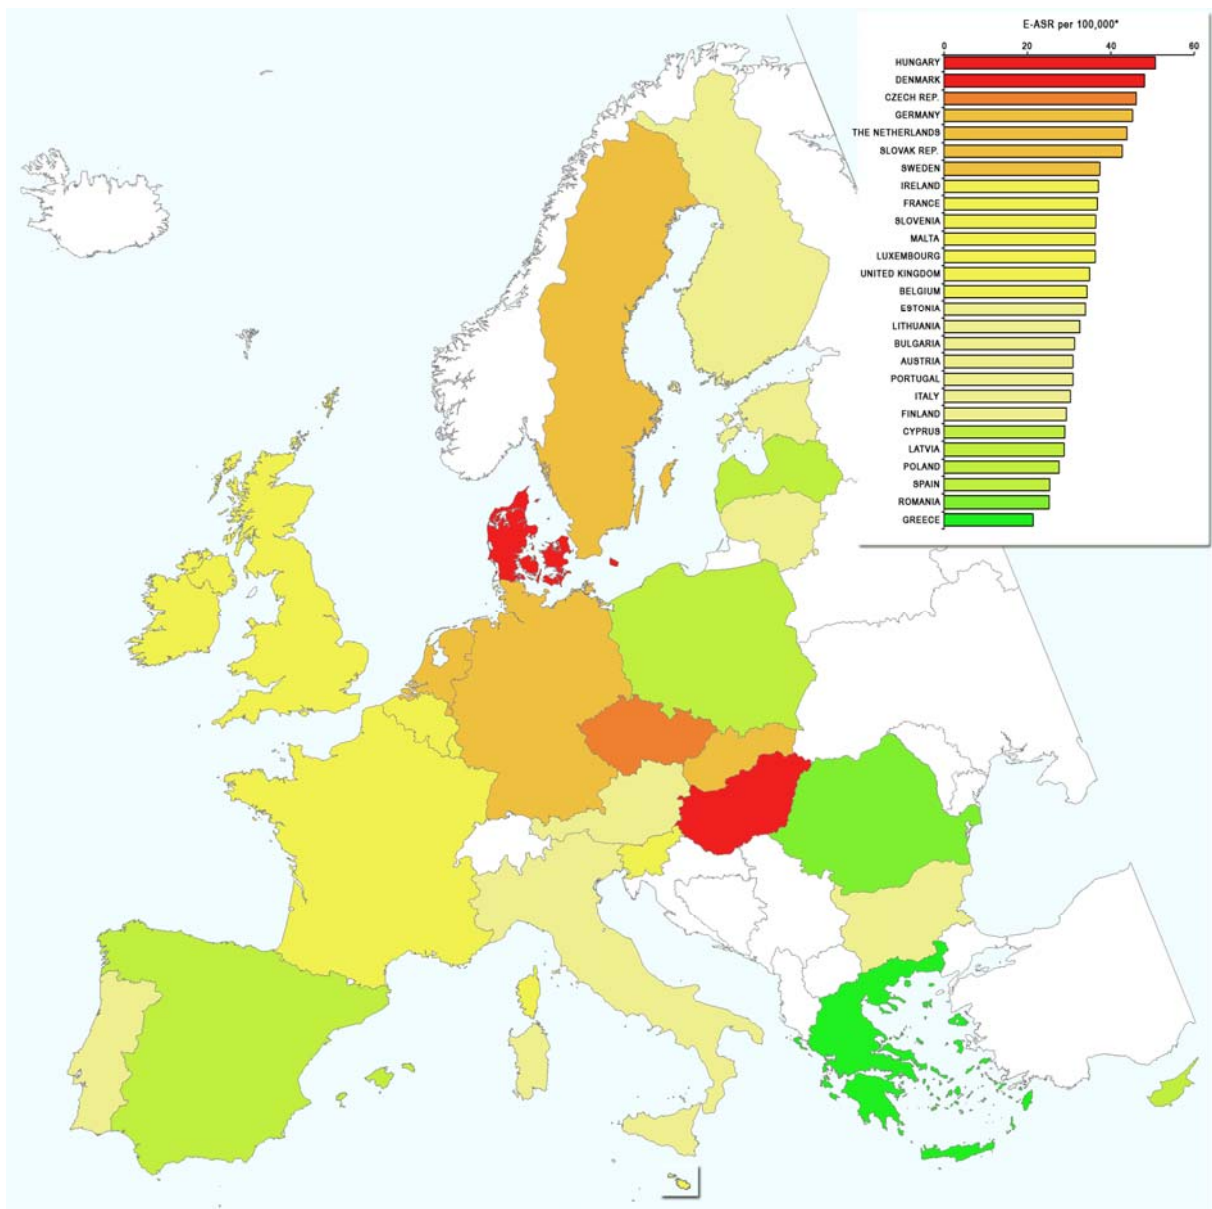 E-ASR per 100,000*
0 20 40 60
HUNGARY
DENMARK
CZECH REP.
GERMANY
THE NETHERLANDS
SLOVAK REP.
SWEDEN
IRELAND
FRANCE
SLOVENIA
MALTA
LUXEMBOURG
UNITED KINGDOM
BELGIUM
ESTONIA
LITHUANIA
BULGARIA
AUSTRIA
PORTUGAL
ITALY
FINLAND
CYPRUS
LATVIA
POLAND
SPAIN
ROMANIA
GREECE